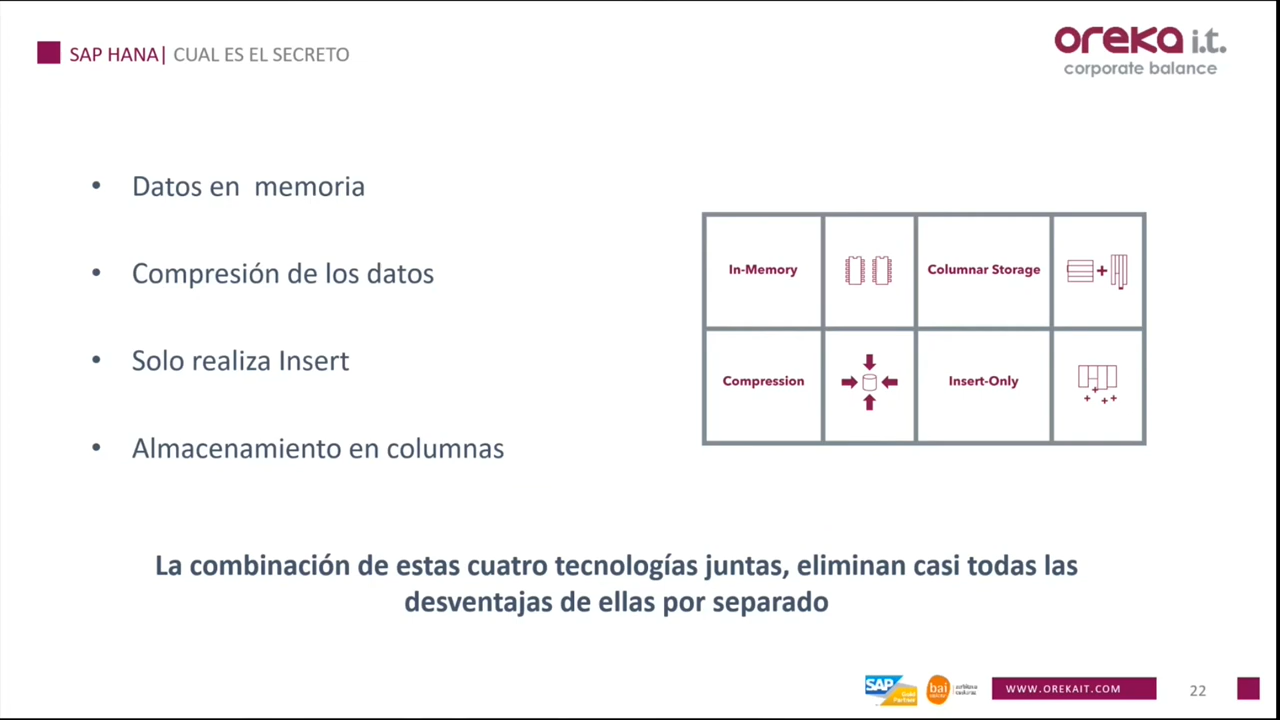 SAP HANA| CUAL ES EL SECRETO
oreka i.t.
corporate balance
• Datos en memoria
• Compresión de los datos
• Solo realiza Insert
• Almacenamiento en columnas
In-Memory
Columnar Storage
Compression
Insert-Only
La combinación de estas cuatro tecnologías juntas, eliminan casi todas las
desventajas de ellas por separado
SAP
Gold
Partner
bai
WWW.OREKAIT.COM
22